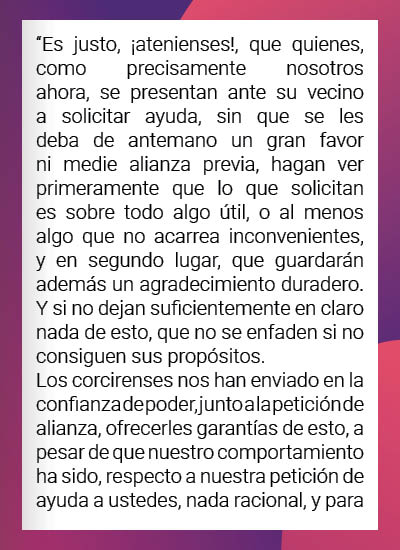 “Es justo, ¡atenienses!, que quienes,
como precisamente nosotros
ahora, se presentan ante su vecino
a solicitar ayuda, sin que se les
deba de antemano un gran favor
ni medie alianza previa, hagan ver
primeramente que lo que solicitan
es sobre todo algo útil, o al menos
algo que no acarrea inconvenientes,
y en segundo lugar, que guardarán
además un agradecimiento duradero.
Y si no dejan suficientemente en claro
nada de esto, que no se enfaden si no
consiguen sus propósitos.
Los corcirenses nos han enviado en la
confianza de poder, junto a la petición de
alianza, ofrecerles garantías de esto, a
pesar de que nuestro comportamiento
ha sido, respecto a nuestra petición de
ayuda a ustedes, nada racional, y para